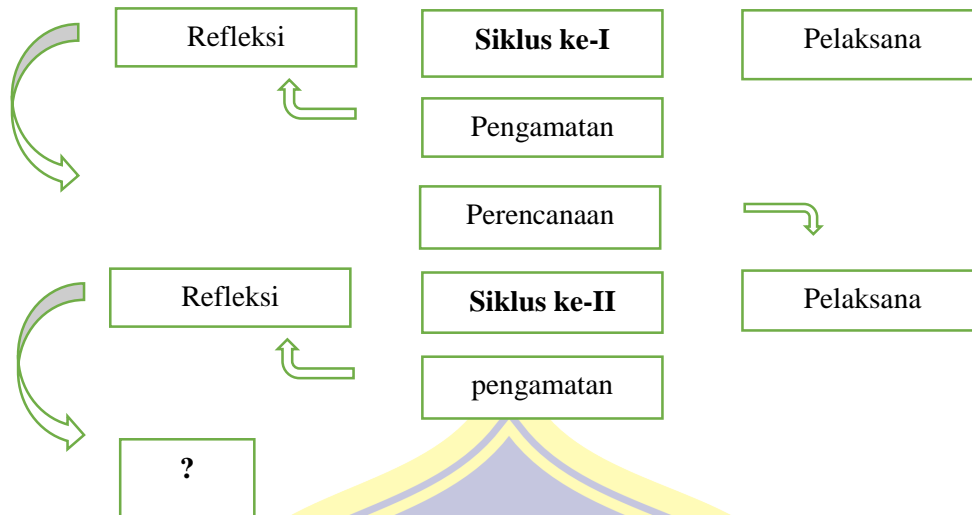 Refleksi
Siklus ke-I
Pelaksana
Pengamatan
Perencanaan
Refleksi
Siklus ke-II
Pelaksana
pengamatan
?